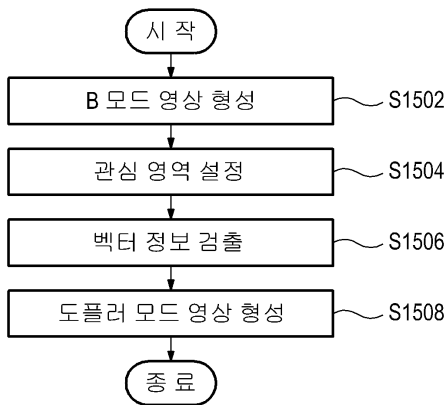 시 작
B 모드 영상 형성
S1502
관심 영역 설정
S1504
벡터 정보 검출
S1506
도플러 모드 영상 형성
S1508
종 료